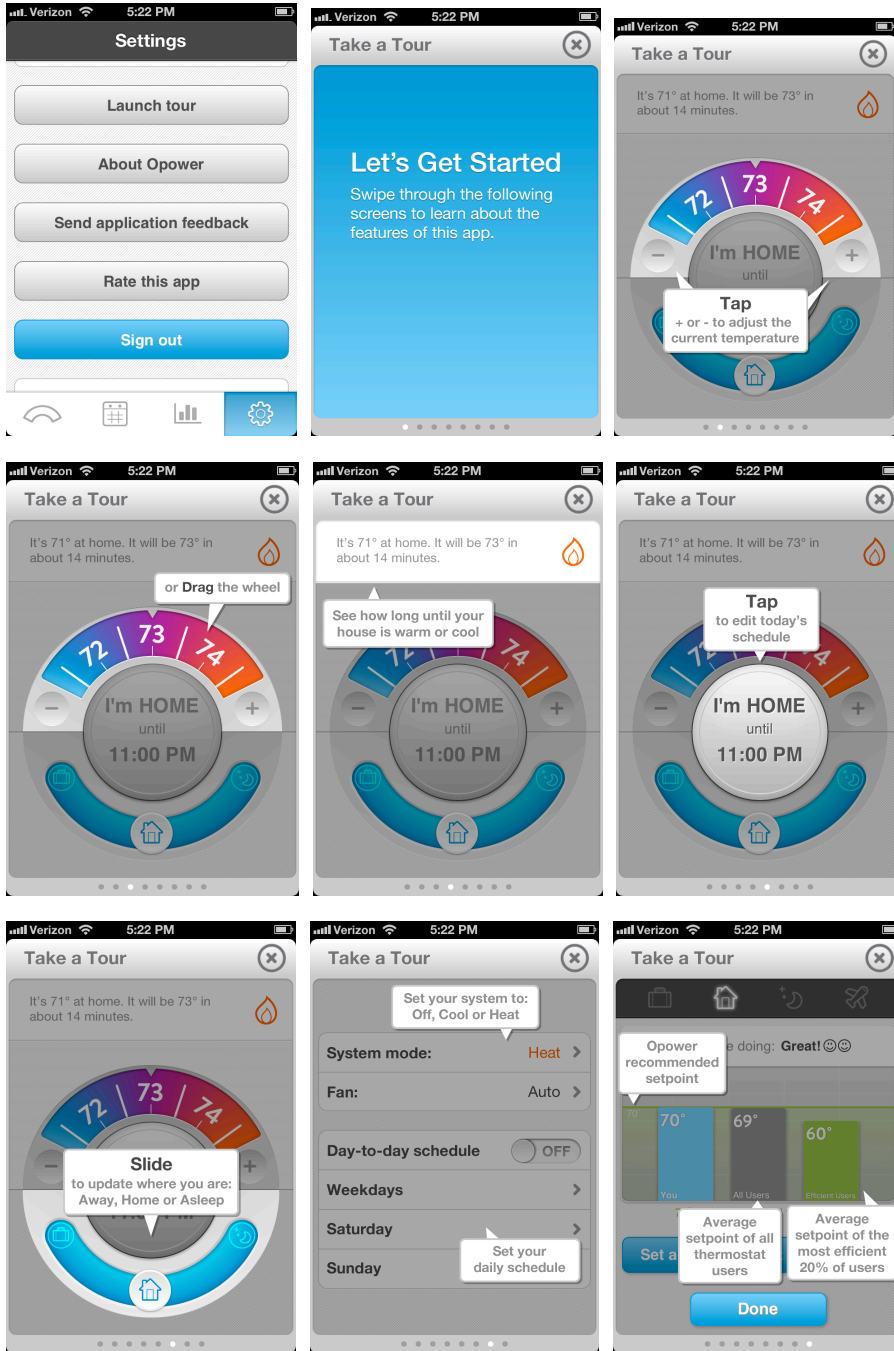 Verizon 5:22 PM
Settings
Launch tour
About Opower
Send application feedback
Rate this app
Sign out
Verizon 5:22 PM
Take a Tour
Let's Get Started
Swipe through the following
screens to learn about the
features of this app.
Verizon 5:22 PM
Take a Tour
It's 71° at home. It will be 73° in
about 14 minutes.
72 73 74
I'm HOME
− +
until
Tap
+ or - to adjust the
current temperature
Verizon 5:22 PM
Take a Tour
It's 71° at home. It will be 73° in
about 14 minutes.
or Drag the wheel
72 73 74
I'm HOME
− +
until
11:00 PM
Verizon 5:22 PM
Take a Tour
It's 71° at home. It will be 73° in
about 14 minutes.
See how long until your
house is warm or cool
72 73 74
I'm HOME
− +
until
11:00 PM
Verizon 5:22 PM
Take a Tour
It's 71° at home. It will be 73° in
about 14 minutes.
Tap
to edit today's
schedule
74
I'm HOME
− +
until
11:00 PM
Verizon 5:22 PM
Take a Tour
It's 71° at home. It will be 73° in
about 14 minutes.
72 73 74
− +
Slide
to update where you are:
Away, Home or Asleep
Verizon 5:22 PM
Take a Tour
Set your system to:
Off, Cool or Heat
System mode: Heat
Fan: Auto
Day-to-day schedule OFF
Weekdays
Saturday
Sunday
Set your
daily schedule
Verizon 5:22 PM
Take a Tour
Opower
recommended
setpoint
doing: Great!
70
70° 69° 60°
You All Users Efficient Users
Average
setpoint of all
thermostat
users
Average
setpoint of the
most efficient
20% of users
Set a
Done